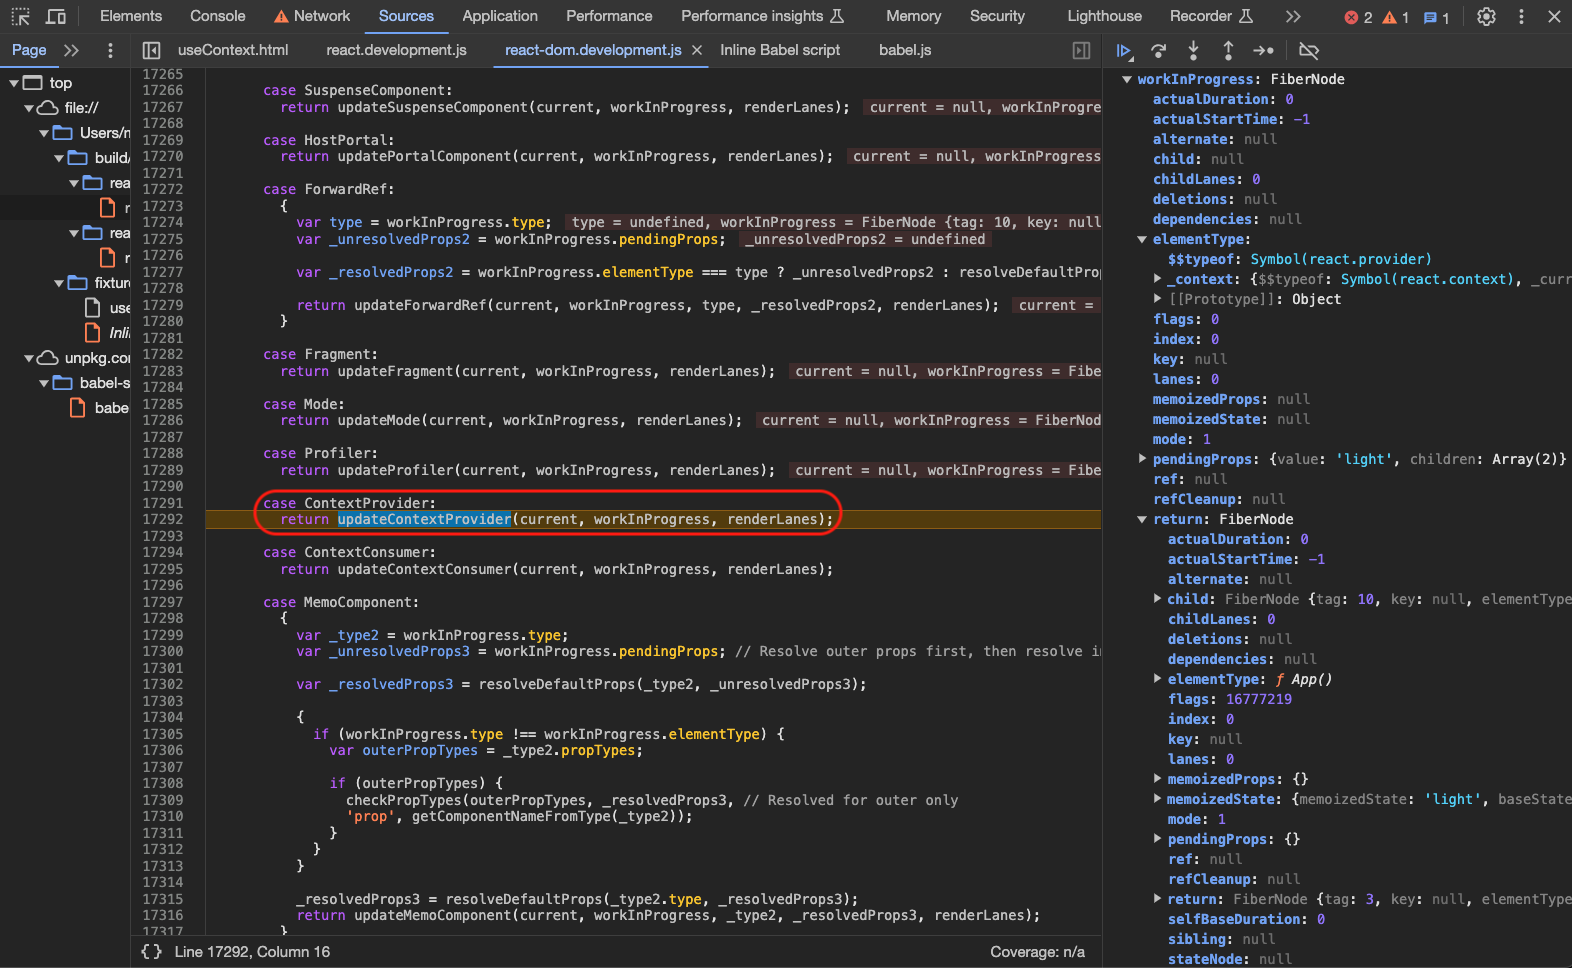 Elements Console Network Sources Application Performance Performance insights Memory Security Lighthouse Recorder 2 1 1
Page
useContext.html react.development.js react-dom.development.js Inline Babel script babel.js
top
file://
Users/
build/
rea
rea
fixture
use
Inli
unpkg.co
babel-s
babe
17265
17266 case SuspenseComponent:
17267 return updateSuspenseComponent(current, workInProgress, renderLanes); current = null, workInProgre
17268
17269 case HostPortal:
17270 return updatePortalComponent(current, workInProgress, renderLanes); current = null, workInProgress
17271
17272 case ForwardRef:
17273 {
17274 var type = workInProgress.type; type = undefined, workInProgress = FiberNode {tag: 10, key: null
17275 var _unresolvedProps2 = workInProgress.pendingProps; _unresolvedProps2 = undefined
17276
17277 var _resolvedProps2 = workInProgress.elementType === type ? _unresolvedProps2 : resolveDefaultPro
17278
17279 return updateForwardRef(current, workInProgress, type, _resolvedProps2, renderLanes); current =
17280 }
17281
17282 case Fragment:
17283 return updateFragment(current, workInProgress, renderLanes); current = null, workInProgress = Fibe
17284
17285 case Mode:
17286 return updateMode(current, workInProgress, renderLanes); current = null, workInProgress = FiberNod
17287
17288 case Profiler:
17289 return updateProfiler(current, workInProgress, renderLanes); current = null, workInProgress = Fibe
17290
17291 case ContextProvider:
17292 return updateContextProvider(current, workInProgress, renderLanes);
17293
17294 case ContextConsumer:
17295 return updateContextConsumer(current, workInProgress, renderLanes);
17296
17297 case MemoComponent:
17298 {
17299 var _type2 = workInProgress.type;
17300 var _unresolvedProps3 = workInProgress.pendingProps; // Resolve outer props first, then resolve i
17301
17302 var _resolvedProps3 = resolveDefaultProps(_type2, _unresolvedProps3);
17303
17304 {
17305 if (workInProgress.type !== workInProgress.elementType) {
17306 var outerPropTypes = _type2.propTypes;
17307
17308 if (outerPropTypes) {
17309 checkPropTypes(outerPropTypes, _resolvedProps3, // Resolved for outer only
17310 'prop', getComponentNameFromType(_type2));
17311 }
17312 }
17313 }
17314
17315 _resolvedProps3 = resolveDefaultProps(_type2.type, _resolvedProps3);
17316 return updateMemoComponent(current, workInProgress, _type2, _resolvedProps3, renderLanes);
17317 }
{} Line 17292, Column 16 Coverage: n/a
workInProgress: FiberNode
actualDuration: 0
actualStartTime: -1
alternate: null
child: null
childLanes: 0
deletions: null
dependencies: null
elementType:
$$typeof: Symbol(react.provider)
_context: {$$typeof: Symbol(react.context), _curr
[[Prototype]]: Object
flags: 0
index: 0
key: null
lanes: 0
memoizedProps: null
memoizedState: null
mode: 1
pendingProps: {value: 'light', children: Array(2)}
ref: null
refCleanup: null
return: FiberNode
actualDuration: 0
actualStartTime: -1
alternate: null
child: FiberNode {tag: 10, key: null, elementType
childLanes: 0
deletions: null
dependencies: null
elementType: ƒ App()
flags: 16777219
index: 0
key: null
lanes: 0
memoizedProps: {}
memoizedState: {memoizedState: 'light', baseState
mode: 1
pendingProps: {}
ref: null
refCleanup: null
return: FiberNode {tag: 3, key: null, elementType
selfBaseDuration: 0
sibling: null
stateNode: null